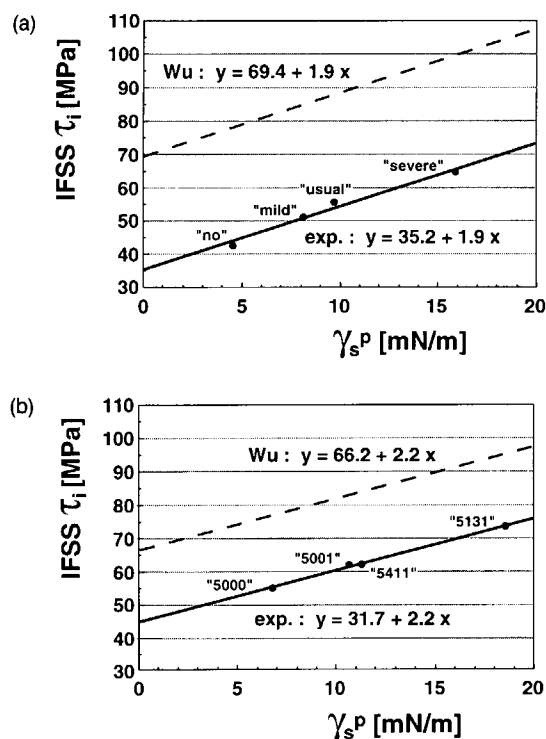 (a)
110
100
90
80
70
60
50
40
30
IFSS τi [MPa]
Wu : y = 69.4 + 1.9 x
"severe"
"usual"
"mild"
"no"
exp. : y = 35.2 + 1.9 x
0 5 10 15 20
γsp [mN/m]
(b)
110
100
90
80
70
60
50
40
30
IFSS τi [MPa]
Wu : y = 66.2 + 2.2 x
"5131"
"5001"
"5411"
"5000"
exp. : y = 31.7 + 2.2 x
0 5 10 15 20
γsp [mN/m]